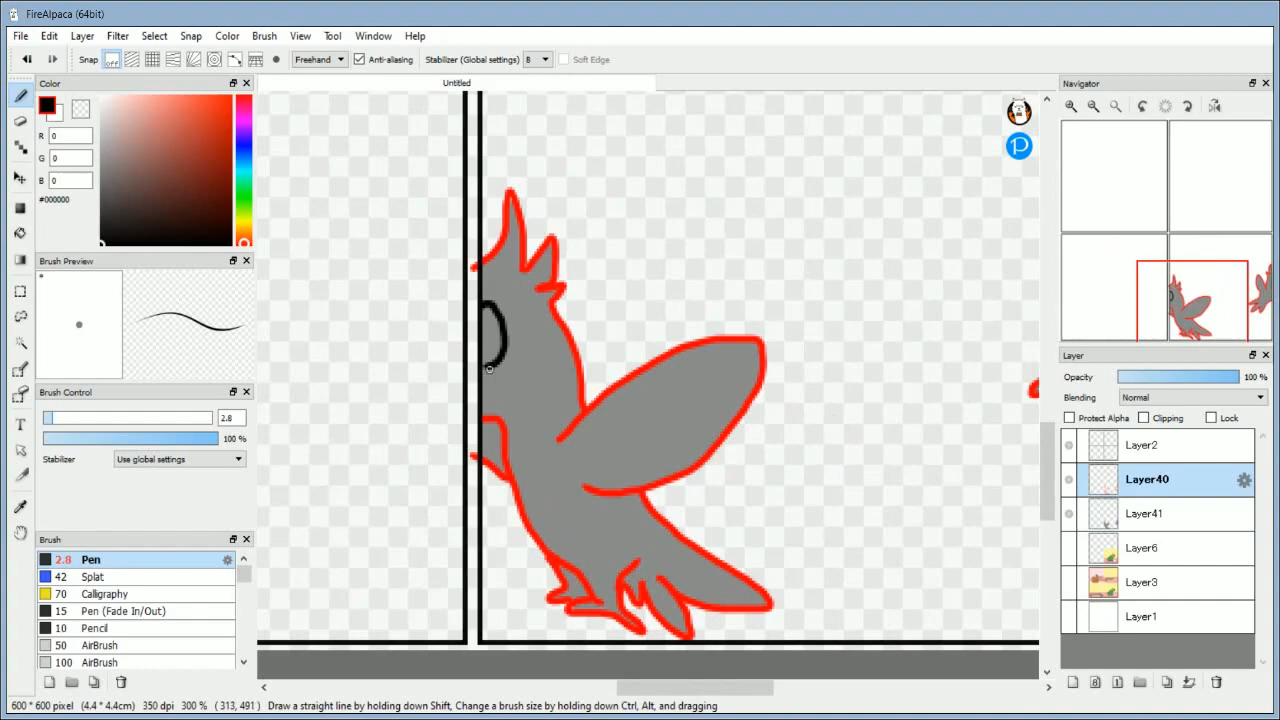 FireAlpaca (64bit)
File Edit Layer Filter Select Snap Color Brush View Tool Window Help
Snap off Freehand Anti-aliasing Stabilizer (Global settings) 8 Soft Edge
Color
Untitled
Navigator
R 0
G 0
B 0
#000000
Brush Preview
Brush Control
2.8
100 %
Stabilizer Use global settings
Brush
2.8 Pen
42 Splat
70 Calligraphy
15 Pen (Fade In/Out)
10 Pencil
50 AirBrush
100 AirBrush
P
Layer
Opacity 100 %
Blending Normal
Protect Alpha Clipping Lock
Layer2
Layer40
Layer41
Layer6
Layer3
Layer1
600 * 600 pixel (4.4 * 4.4cm) 350 dpi 300 % ( 313, 491 ) Draw a straight line by holding down Shift, Change a brush size by holding down Ctrl, Alt, and dragging